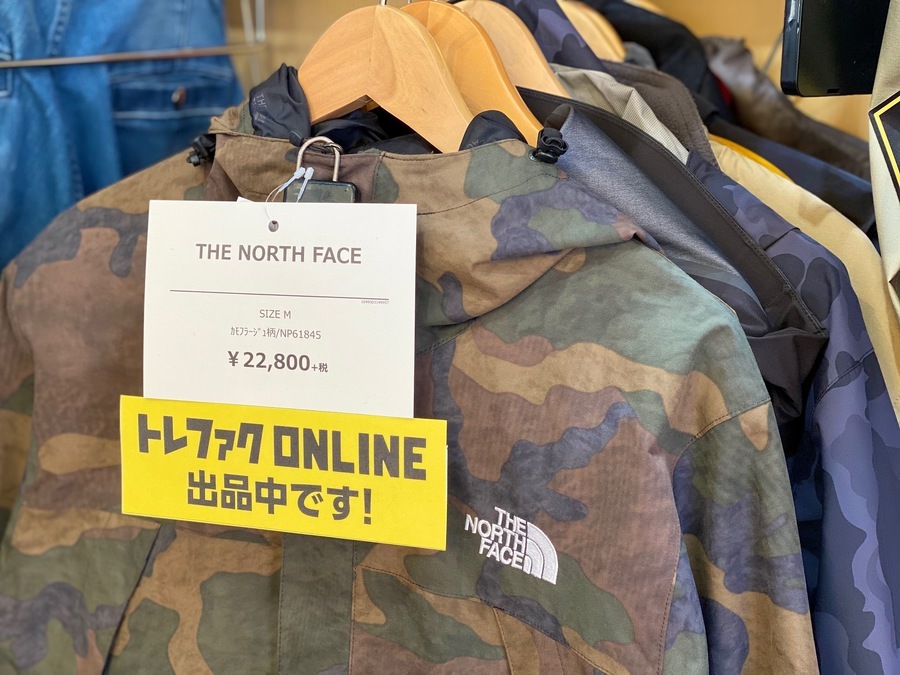 THE NORTH FACE
SIZE M
ｶﾓﾌﾗｰｼﾞｭ柄/NP61845
¥22,800+税
トレファク ONLINE
出品中です!
THE
NORTH
FACE